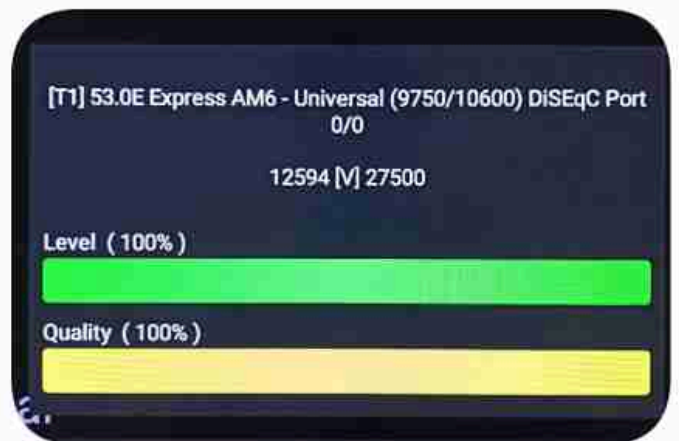 [T1] 53.0E Express AM6 - Universal (9750/10600) DiSEqC Port
0/0
12594 [V] 27500
Level ( 100% )
Quality ( 100% )